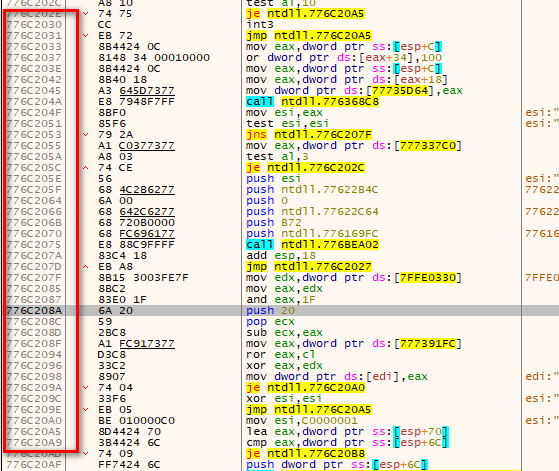 776C202C A8 10 test al,10
776C202E 74 75 je ntdll.776C20A5
776C2030 CC int3
776C2031 EB 72 jmp ntdll.776C20A5
776C2033 8B4424 0C mov eax,dword ptr ss:[esp+C]
776C2037 8148 34 00010000 or dword ptr ds:[eax+34],100
776C203E 8B4424 0C mov eax,dword ptr ss:[esp+C]
776C2042 8B40 18 mov eax,dword ptr ds:[eax+18]
776C2045 A3 645D7377 mov dword ptr ds:[77735D64],eax
776C204A E8 7948F7FF call ntdll.776368C8
776C204F 8BF0 mov esi,eax esi:"
776C2051 85F6 test esi,esi esi:"
776C2053 79 2A jns ntdll.776C207F
776C2055 A1 C0377377 mov eax,dword ptr ds:[777337C0]
776C205A A8 03 test al,3
776C205C 74 CE je ntdll.776C202C
776C205E 56 push esi esi:"
776C205F 68 4C2B6277 push ntdll.77622B4C 77622
776C2064 6A 00 push 0
776C2066 68 642C6277 push ntdll.77622C64 77622
776C206B 68 720B0000 push B72
776C2070 68 FC696177 push ntdll.776169FC 77616
776C2075 E8 88C9FFFF call ntdll.776BEA02
776C207A 83C4 18 add esp,18
776C207D EB A8 jmp ntdll.776C2027
776C207F 8B15 3003FE7F mov edx,dword ptr ds:[7FFE0330] 7FFE0
776C2085 8BC2 mov eax,edx
776C2087 83E0 1F and eax,1F
776C208A 6A 20 push 20
776C208C 59 pop ecx
776C208D 2BC8 sub ecx,eax
776C208F A1 FC917377 mov eax,dword ptr ds:[777391FC]
776C2094 D3C8 ror eax,cl
776C2096 33C2 xor eax,edx
776C2098 8907 mov dword ptr ds:[edi],eax edi:"
776C209A 74 04 je ntdll.776C20A0
776C209C 33F6 xor esi,esi esi:"
776C209E EB 05 jmp ntdll.776C20A5
776C20A0 BE 010000C0 mov esi,C0000001 esi:"
776C20A5 8D4424 70 lea eax,dword ptr ss:[esp+70]
776C20A9 3B4424 6C cmp eax,dword ptr ss:[esp+6C]
776C20AD 74 09 je ntdll.776C20B8
FF7424 6C push dword ptr ss:[esp+6C]